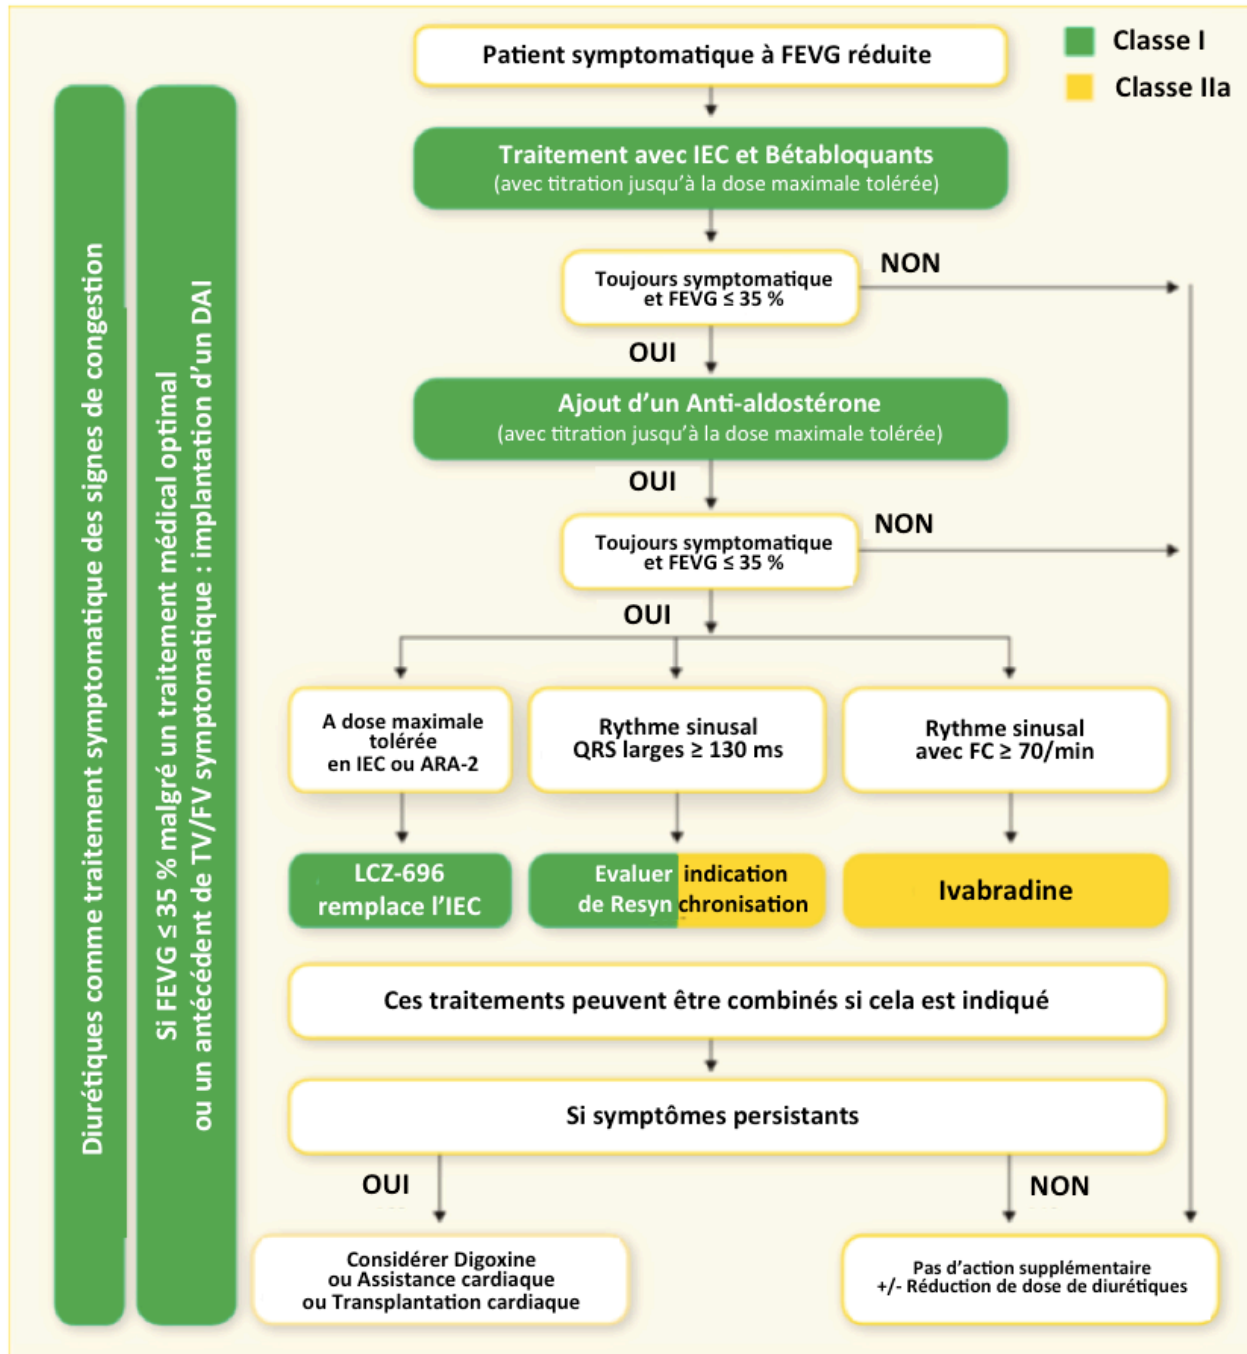 Patient symptomatique à FEVG réduite
Classe I
Classe IIa
Diurétiques comme traitement symptomatique des signes de congestion
Si FEVG ≤ 35 % malgré un traitement médical optimal
ou un antécédent de TV/FV symptomatique : implantation d’un DAI
Traitement avec IEC et Bétabloquants
(avec titration jusqu’à la dose maximale tolérée)
Toujours symptomatique
et FEVG ≤ 35 %
NON
OUI
Ajout d’un Anti-aldostérone
(avec titration jusqu’à la dose maximale tolérée)
OUI
Toujours symptomatique
et FEVG ≤ 35 %
NON
OUI
A dose maximale
tolérée
en IEC ou ARA-2
Rythme sinusal
QRS larges ≥ 130 ms
Rythme sinusal
avec FC ≥ 70/min
LCZ-696
remplace l’IEC
Evaluer indication
de Resynchronisation
Ivabradine
Ces traitements peuvent être combinés si cela est indiqué
Si symptômes persistants
OUI
NON
Considérer Digoxine
ou Assistance cardiaque
ou Transplantation cardiaque
Pas d’action supplémentaire
+/- Réduction de dose de diurétiques